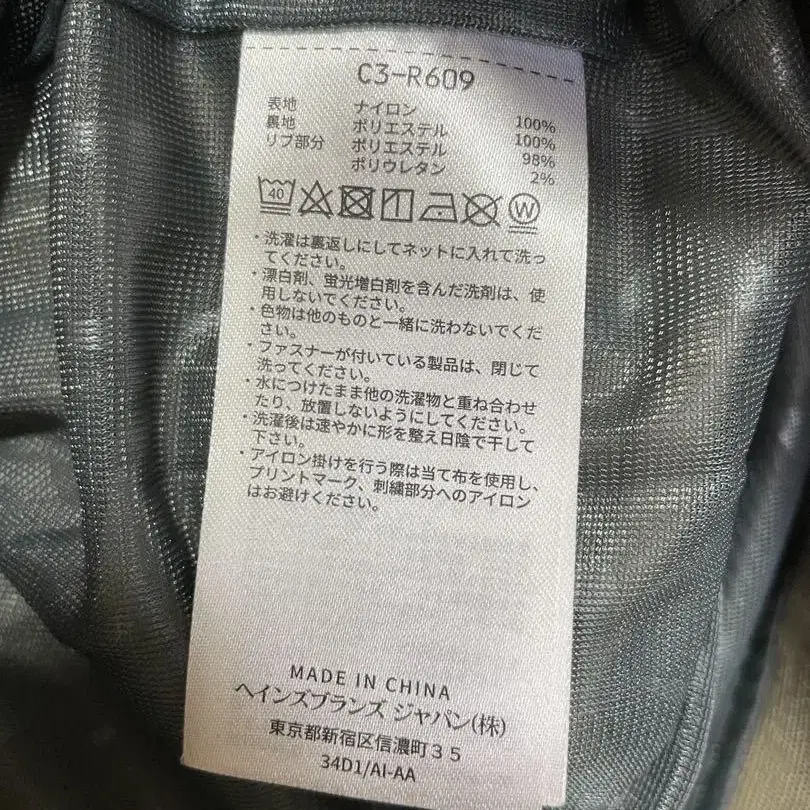 C3-R609
表地 ナイロン 100%
裏地 ポリエステル 100%
リブ部分 ポリエステル 98%
ポリウレタン 2%
40 W
・洗濯は裏返しにしてネットに入れて洗っ
てください。
・漂白剤、蛍光増白剤を含んだ洗剤は、使
用しないでください。
・色物は他のものと一緒に洗わないでくだ
さい。
・ファスナーが付いている製品は、閉じて
洗ってください。
・水につけたまま他の洗濯物と重ね合わせ
たり、放置しないようにしてください。
・洗濯後は速やかに形を整え日陰で干して
下さい。
・アイロン掛けを行う際は当て布を使用し、
プリントマーク、刺繍部分へのアイロン
はお避けください。
MADE IN CHINA
ヘインズブランズ ジャパン(株)
東京都新宿区信濃町３５
34D1/AI-AA